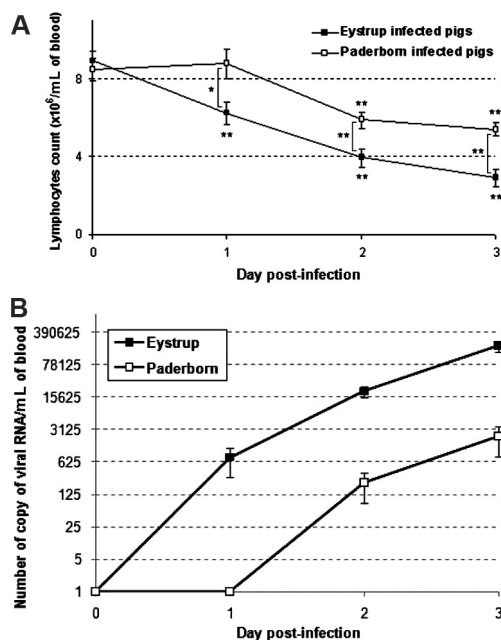 A
Eystrup infected pigs
Paderborn infected pigs
Lymphocytes count (x10⁶/mL of blood)
8
4
0
*
**
**
**
**
**
**
**
0 1 2 3
Day post-infection
B
Eystrup
Paderborn
Number of copy of viral RNA/mL of blood
390625
78125
15625
3125
625
125
25
5
1
0 1 2 3
Day post-infection